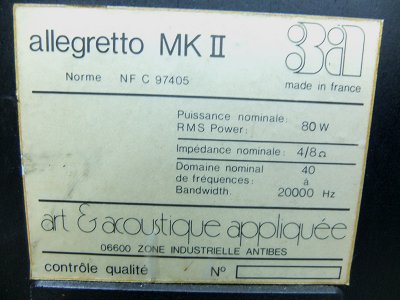 allegretto MK II
3a
Norme NF C 97405
made in france
Puissance nominale:
RMS Power: 80 W
Impédance nominale: 4/8 Ω
Domaine nominal 40
de fréquences: à
Bandwidth. 20000 Hz
art & acoustique appliquée
06600 ZONE INDUSTRIELLE ANTIBES
contrôle qualité Nº